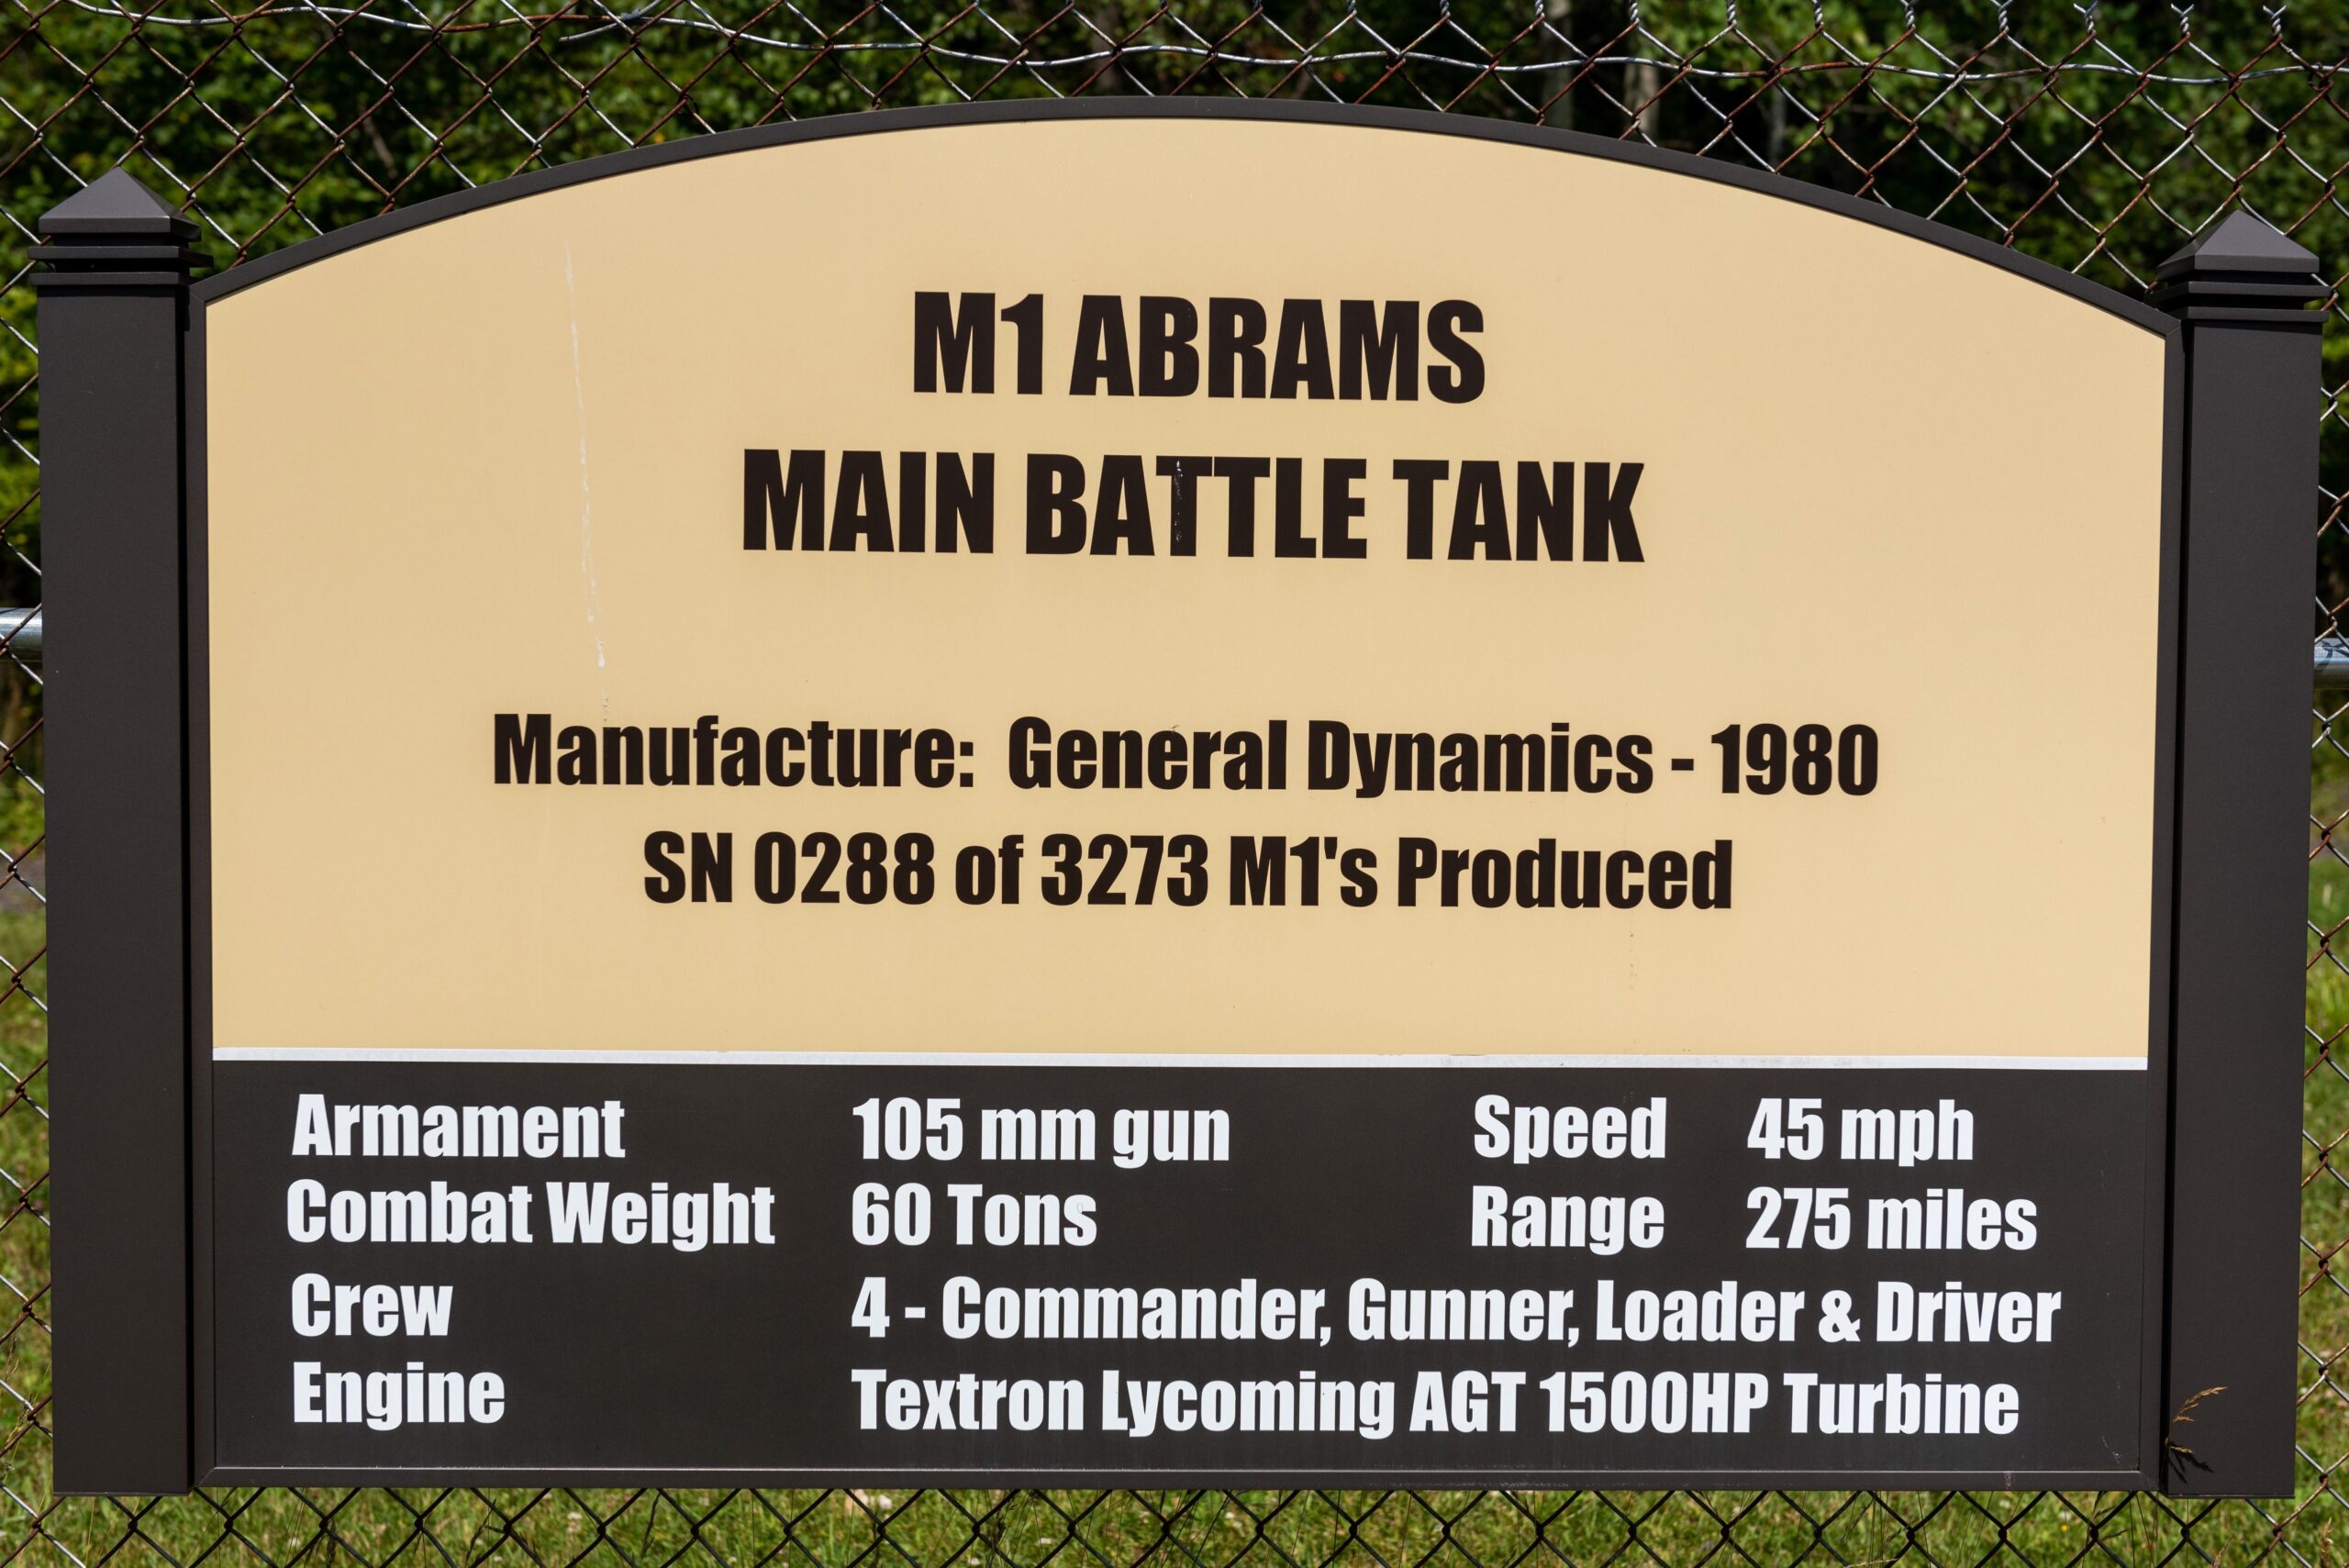 M1 ABRAMS
MAIN BATTLE TANK
Manufacture: General Dynamics - 1980
SN 0288 of 3273 M1's Produced
Armament 105 mm gun Speed 45 mph
Combat Weight 60 Tons Range 275 miles
Crew 4 - Commander, Gunner, Loader & Driver
Engine Textron Lycoming AGT 1500HP Turbine